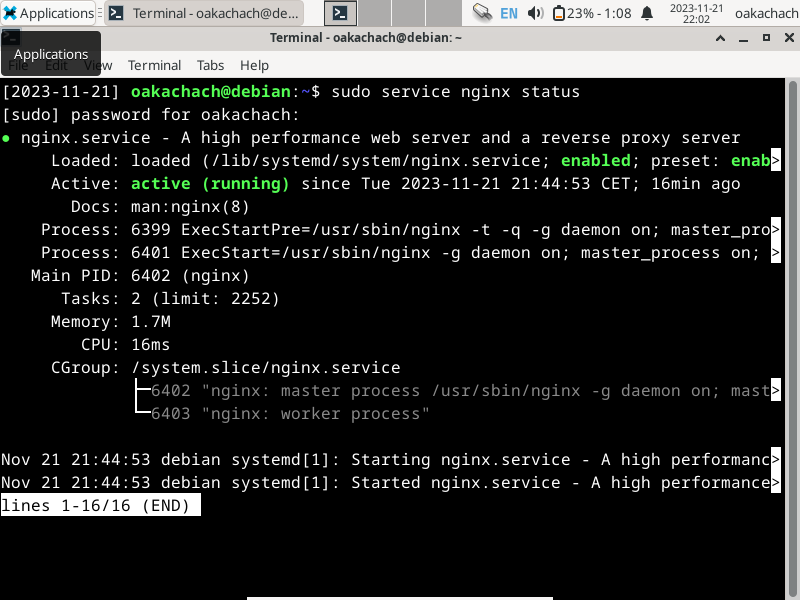 Applications
Terminal - oakachach@de...
EN
23% - 1:08
2023-11-21
22:02
oakachach
Terminal - oakachach@debian: ~
Applications
File Edit View Terminal Tabs Help
[2023-11-21] oakachach@debian:~$ sudo service nginx status
[sudo] password for oakachach:
● nginx.service - A high performance web server and a reverse proxy server
Loaded: loaded (/lib/systemd/system/nginx.service; enabled; preset: enab>
Active: active (running) since Tue 2023-11-21 21:44:53 CET; 16min ago
Docs: man:nginx(8)
Process: 6399 ExecStartPre=/usr/sbin/nginx -t -q -g daemon on; master_pro>
Process: 6401 ExecStart=/usr/sbin/nginx -g daemon on; master_process on; >
Main PID: 6402 (nginx)
Tasks: 2 (limit: 2252)
Memory: 1.7M
CPU: 16ms
CGroup: /system.slice/nginx.service
├─6402 "nginx: master process /usr/sbin/nginx -g daemon on; mast>
└─6403 "nginx: worker process"
Nov 21 21:44:53 debian systemd[1]: Starting nginx.service - A high performanc>
Nov 21 21:44:53 debian systemd[1]: Started nginx.service - A high performance>
lines 1-16/16 (END)